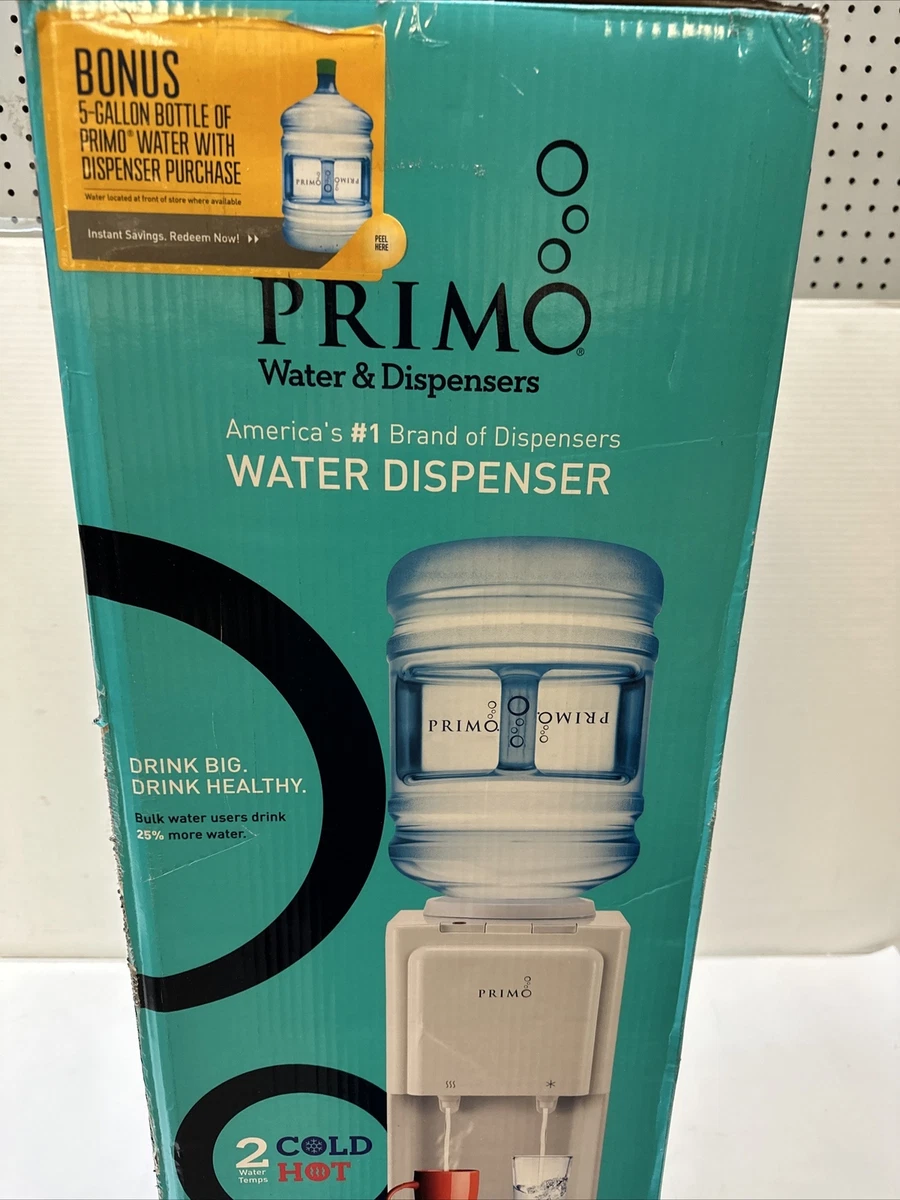 BONUS
5-GALLON BOTTLE OF
PRIMO® WATER WITH
DISPENSER PURCHASE
Water located at front of store where available
Instant Savings. Redeem Now!
PEEL
HERE
PRIMO PRIMO
PRIMO®
Water & Dispensers
America's #1 Brand of Dispensers
WATER DISPENSER
PRIMO PRIMO
DRINK BIG.
DRINK HEALTHY.
Bulk water users drink
25% more water.
PRIMO
2 Water Temps
COLD
HOT